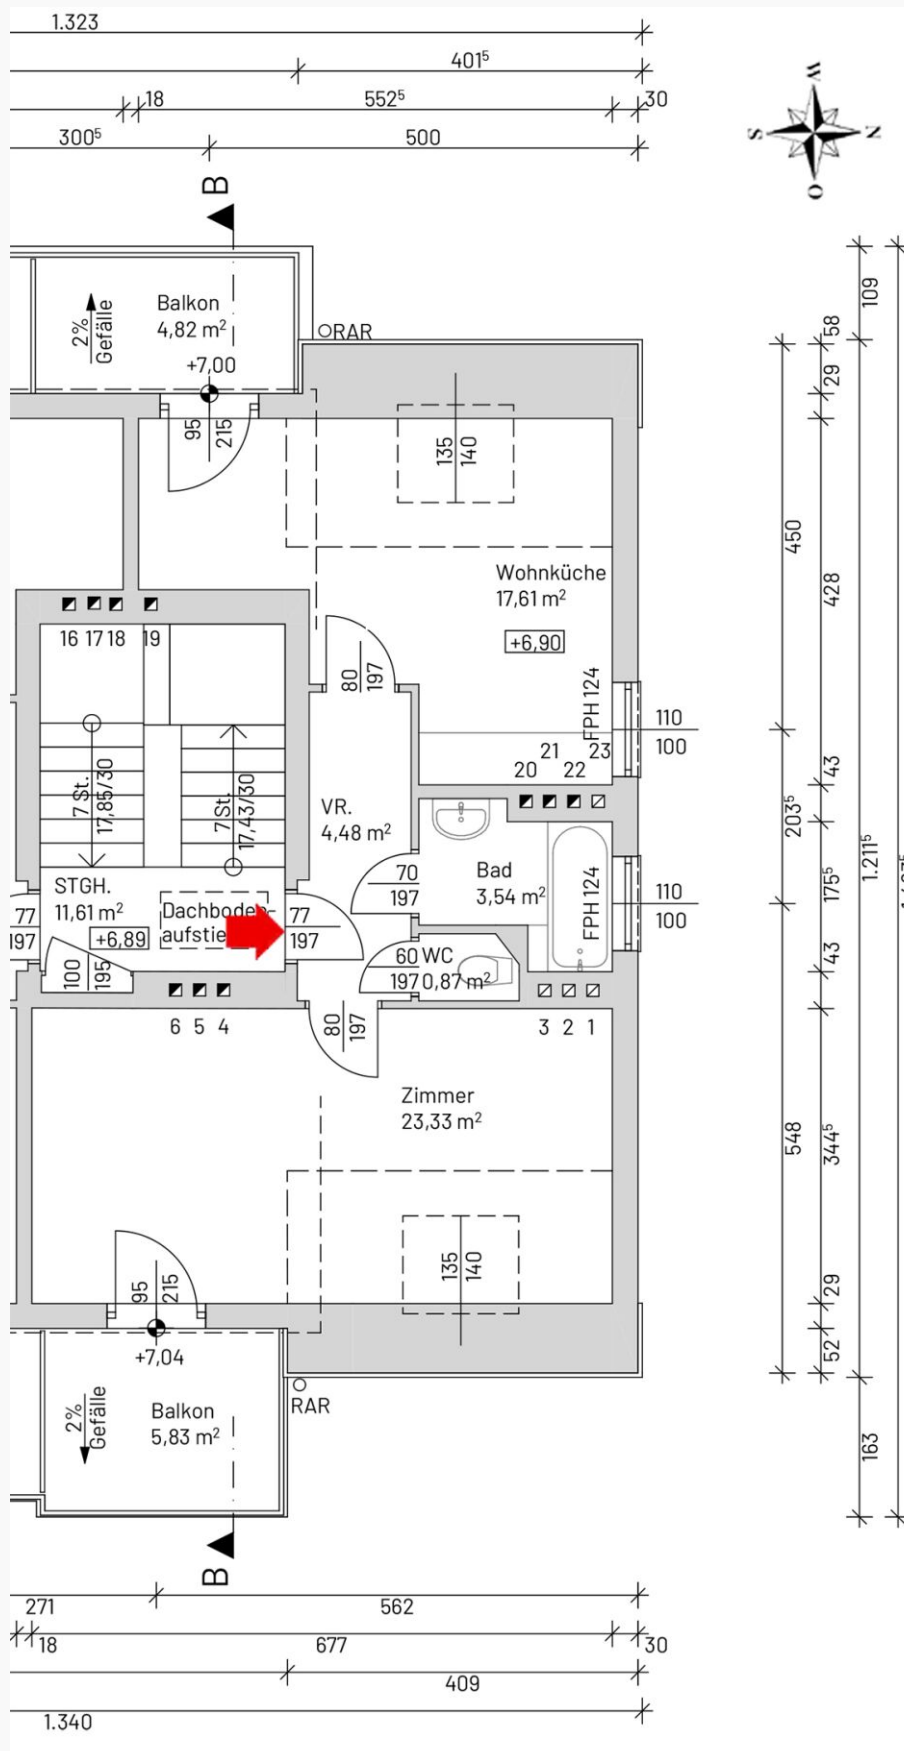 1.323
401⁵
18
552⁵
30
300⁵
500
B
W
S
N
O
Balkon
4,82 m²
2%
Gefälle
+7,00
RAR
95
215
135
140
109
58
29
450
428
Wohnküche
17,61 m²
+6,90
16 17 18 19
80
197
FPH 124
110
100
21 23
20 22
43
203⁵
7 St.
17,85/30
7 St.
17,43/30
VR.
4,48 m²
Bad
3,54 m²
70
197
FPH 124
110
100
175⁵
1.211⁵
STGH.
11,61 m²
+6,89
77
197
77
197
100
195
60
197
WC
0,87 m²
43
6 5 4
3 2 1
80
197
Zimmer
23,33 m²
548
344⁵
135
140
95
215
29
52
+7,04
Balkon
5,83 m²
2%
Gefälle
RAR
163
B
271
562
18
677
30
409
1.340